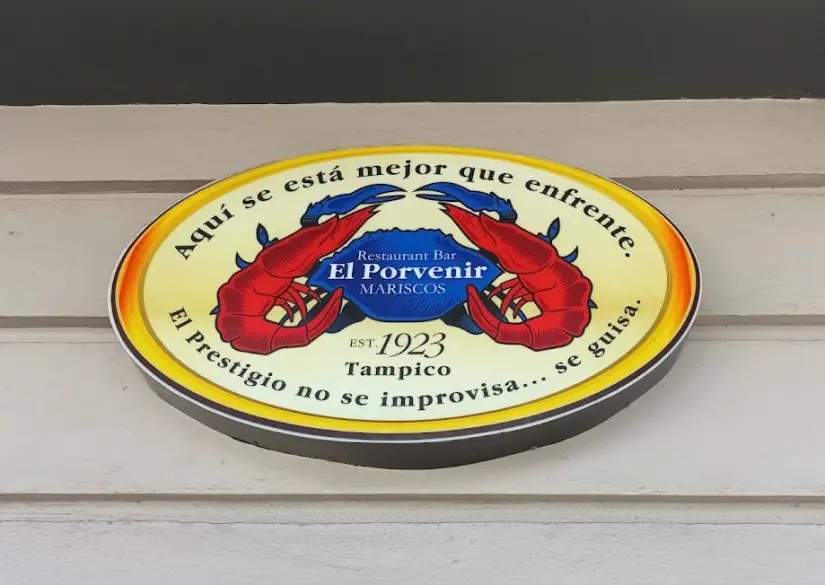 Aquí se está mejor que enfrente.
Restaurant Bar
El Porvenir
MARISCOS
EST. 1923
Tampico
El Prestigio no se improvisa... se guisa.